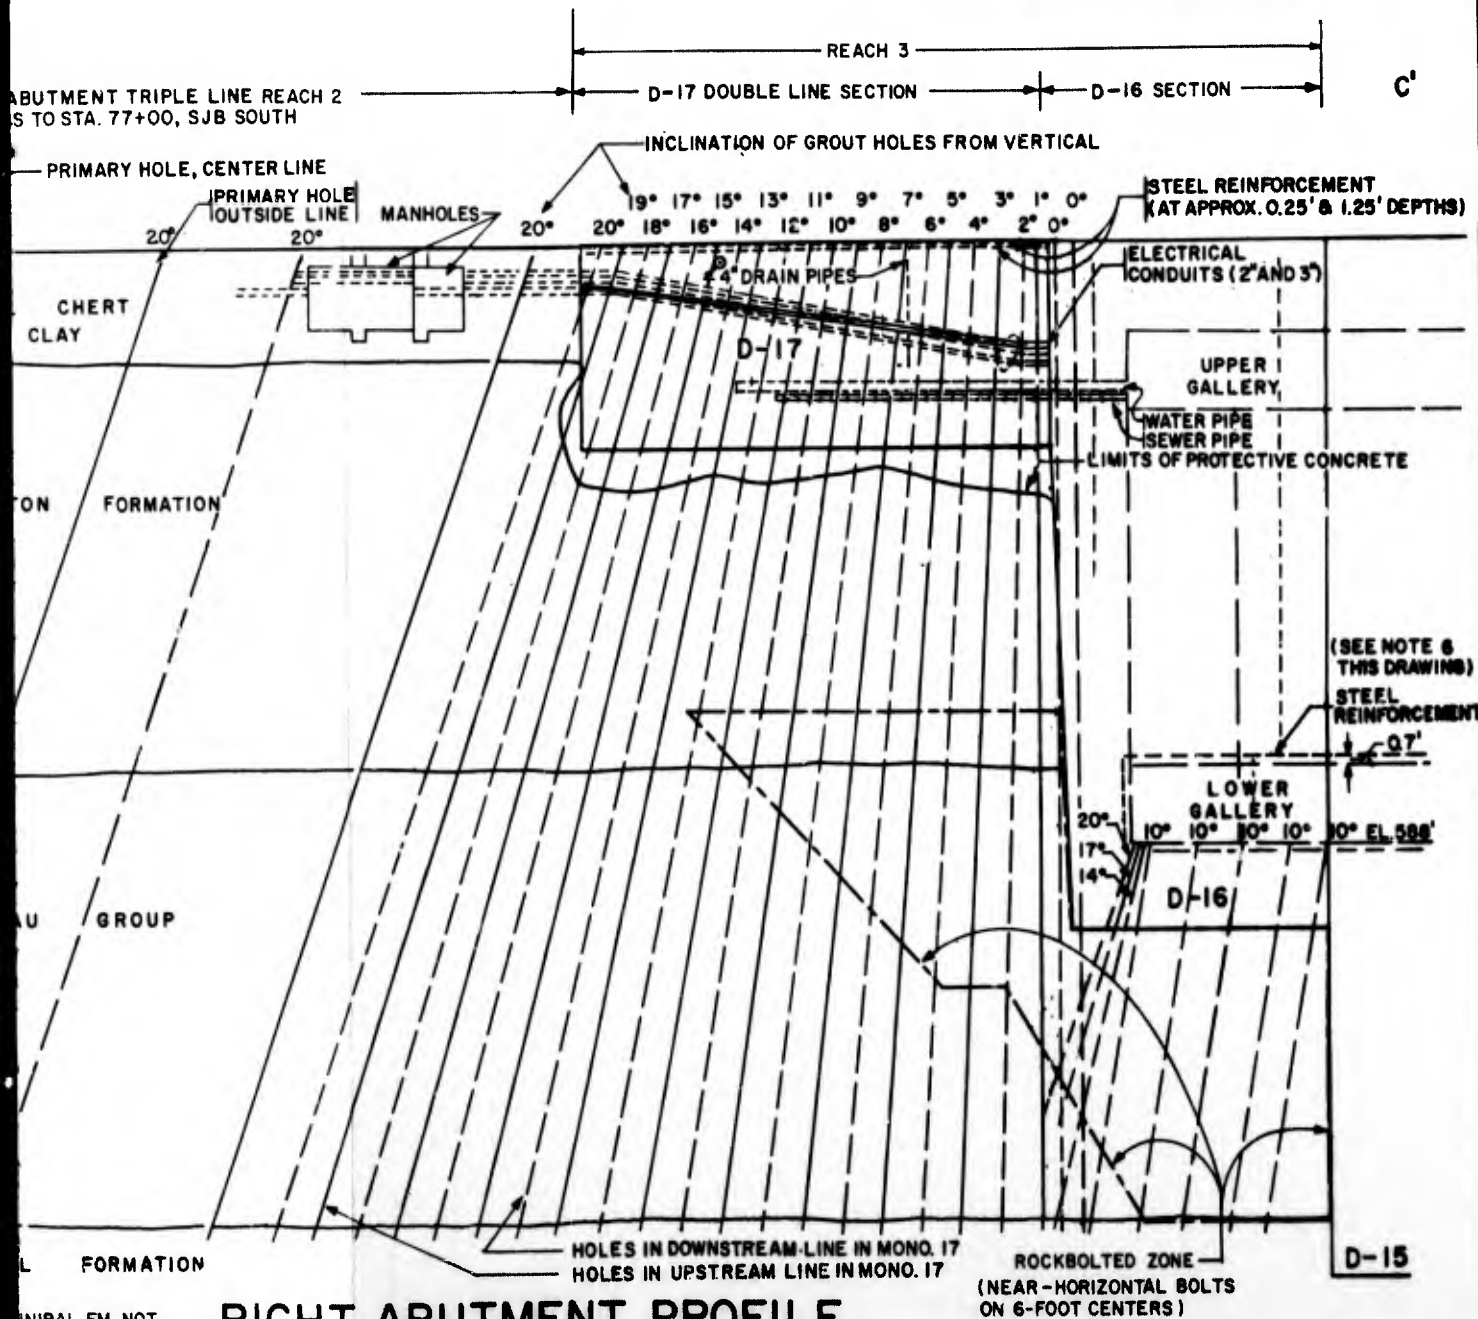 REACH 3
ABUTMENT TRIPLE LINE REACH 2
S TO STA. 77+00, SJB SOUTH
D-17 DOUBLE LINE SECTION
D-16 SECTION
C'
PRIMARY HOLE, CENTER LINE
INCLINATION OF GROUT HOLES FROM VERTICAL
PRIMARY HOLE
OUTSIDE LINE
MANHOLES
STEEL REINFORCEMENT
(AT APPROX. 0.25' & 1.25' DEPTHS)
19° 17° 15° 13° 11° 9° 7° 5° 3° 1° 0°
20° 20° 20° 20° 18° 16° 14° 12° 10° 8° 6° 4° 2° 0°
ELECTRICAL
CONDUITS (2" AND 3")
4" DRAIN PIPES
CHERT
CLAY
D-17
UPPER
GALLERY
WATER PIPE
SEWER PIPE
LIMITS OF PROTECTIVE CONCRETE
TON FORMATION
(SEE NOTE 6
THIS DRAWING)
STEEL
REINFORCEMENT
0.7'
LOWER
GALLERY
20° 10° 10° 10° 10° 10° EL. 588'
17°
14°
D-16
AU GROUP
HOLES IN DOWNSTREAM LINE IN MONO. 17
HOLES IN UPSTREAM LINE IN MONO. 17
L FORMATION
ROCKBOLTED ZONE
(NEAR-HORIZONTAL BOLTS
ON 6-FOOT CENTERS)
D-15
NIBAL FM. NOT
RIGHT ABUTMENT PROFILE